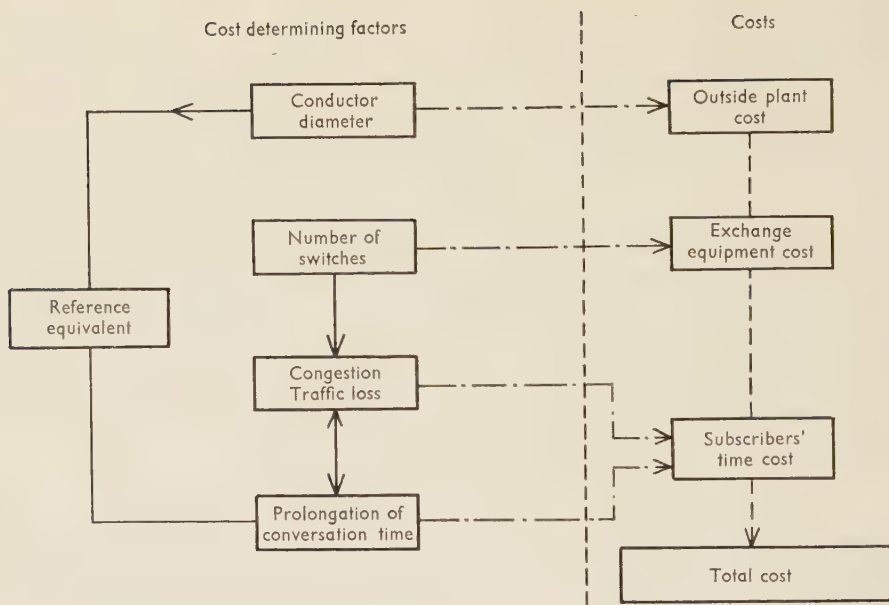 Cost determining factors
Costs
Conductor
diameter
Outside plant
cost
Number of
switches
Exchange
equipment cost
Reference
equivalent
Congestion
Traffic loss
Subscribers'
time cost
Prolongation of
conversation time
Total cost